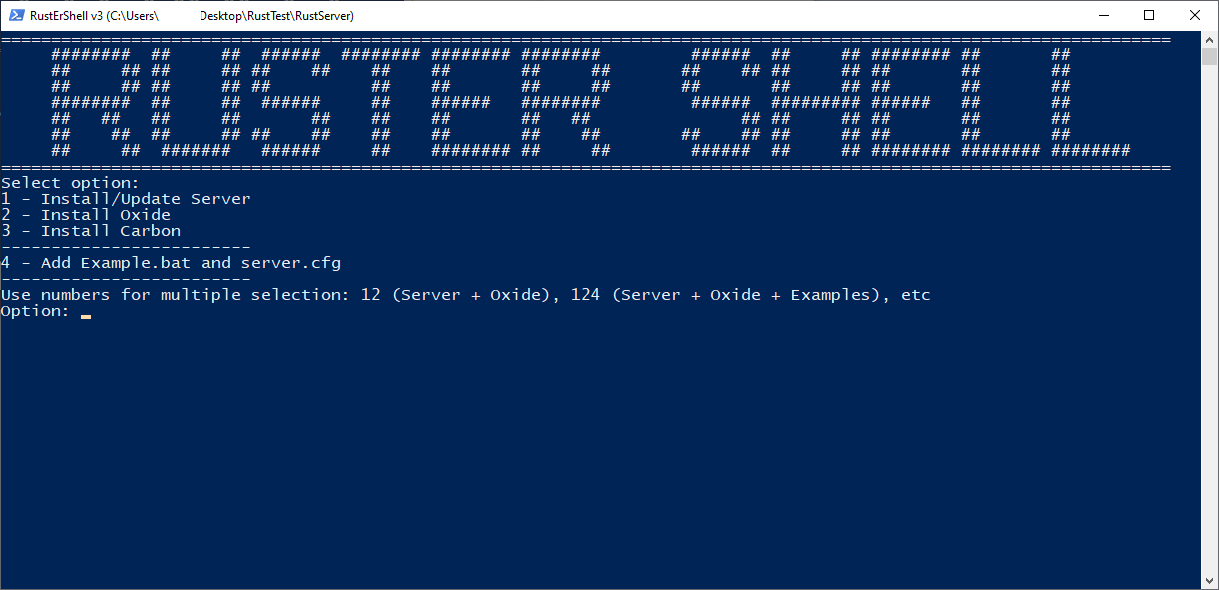 RustErShell v3 (C:\Users\ Desktop\RustTest\RustServer)
RUSTER SHELL
Select option:
1 - Install/Update Server
2 - Install Oxide
3 - Install Carbon
-------------------------
4 - Add Example.bat and server.cfg
-------------------------
Use numbers for multiple selection: 12 (Server + Oxide), 124 (Server + Oxide + Examples), etc
Option: